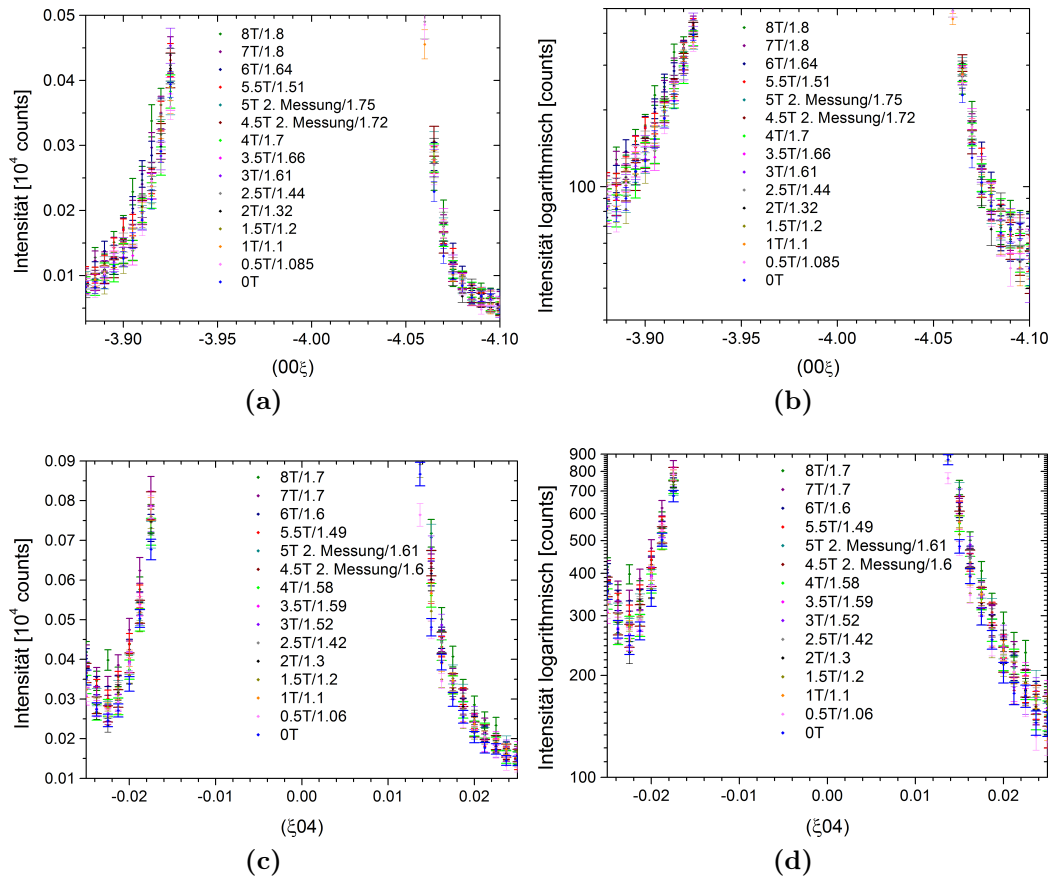 0.05
0.04
0.03
0.02
0.01
Intensität [10⁴ counts]
8T/1.8
7T/1.8
6T/1.64
5.5T/1.51
5T 2. Messung/1.75
4.5T 2. Messung/1.72
4T/1.7
3.5T/1.66
3T/1.61
2.5T/1.44
2T/1.32
1.5T/1.2
1T/1.1
0.5T/1.085
0T
-3.90 -3.95 -4.00 -4.05 -4.10
(00ξ)
(a)
100
Intensität logarithmisch [counts]
8T/1.8
7T/1.8
6T/1.64
5.5T/1.51
5T 2. Messung/1.75
4.5T 2. Messung/1.72
4T/1.7
3.5T/1.66
3T/1.61
2.5T/1.44
2T/1.32
1.5T/1.2
1T/1.1
0.5T/1.085
0T
-3.90 -3.95 -4.00 -4.05 -4.10
(00ξ)
(b)
0.09
0.08
0.07
0.06
0.05
0.04
0.03
0.02
0.01
Intensität [10⁴ counts]
8T/1.7
7T/1.7
6T/1.6
5.5T/1.49
5T 2. Messung/1.61
4.5T 2. Messung/1.6
4T/1.58
3.5T/1.59
3T/1.52
2.5T/1.42
2T/1.3
1.5T/1.2
1T/1.1
0.5T/1.06
0T
-0.02 -0.01 0.00 0.01 0.02
(ξ04)
(c)
900
800
700
600
500
400
300
200
100
Intensität logarithmisch [counts]
8T/1.7
7T/1.7
6T/1.6
5.5T/1.49
5T 2. Messung/1.61
4.5T 2. Messung/1.6
4T/1.58
3.5T/1.59
3T/1.52
2.5T/1.42
2T/1.3
1.5T/1.2
1T/1.1
0.5T/1.06
0T
-0.02 -0.01 0.00 0.01 0.02
(ξ04)
(d)